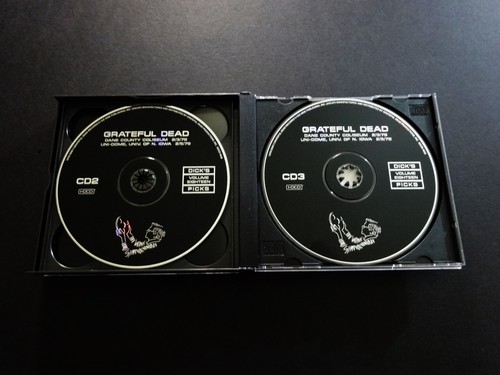 GRATEFUL DEAD
DANE COUNTY COLISEUM 2/3/78
UNI-DOME, UNIV. OF N. IOWA 2/5/78
CD2
HDCD
DICK'S
VOLUME
EIGHTEEN
PICKS
GRATEFUL DEAD
DANE COUNTY COLISEUM 2/3/78
UNI-DOME, UNIV. OF N. IOWA 2/5/78
CD3
HDCD
DICK'S
VOLUME
EIGHTEEN
PICKS